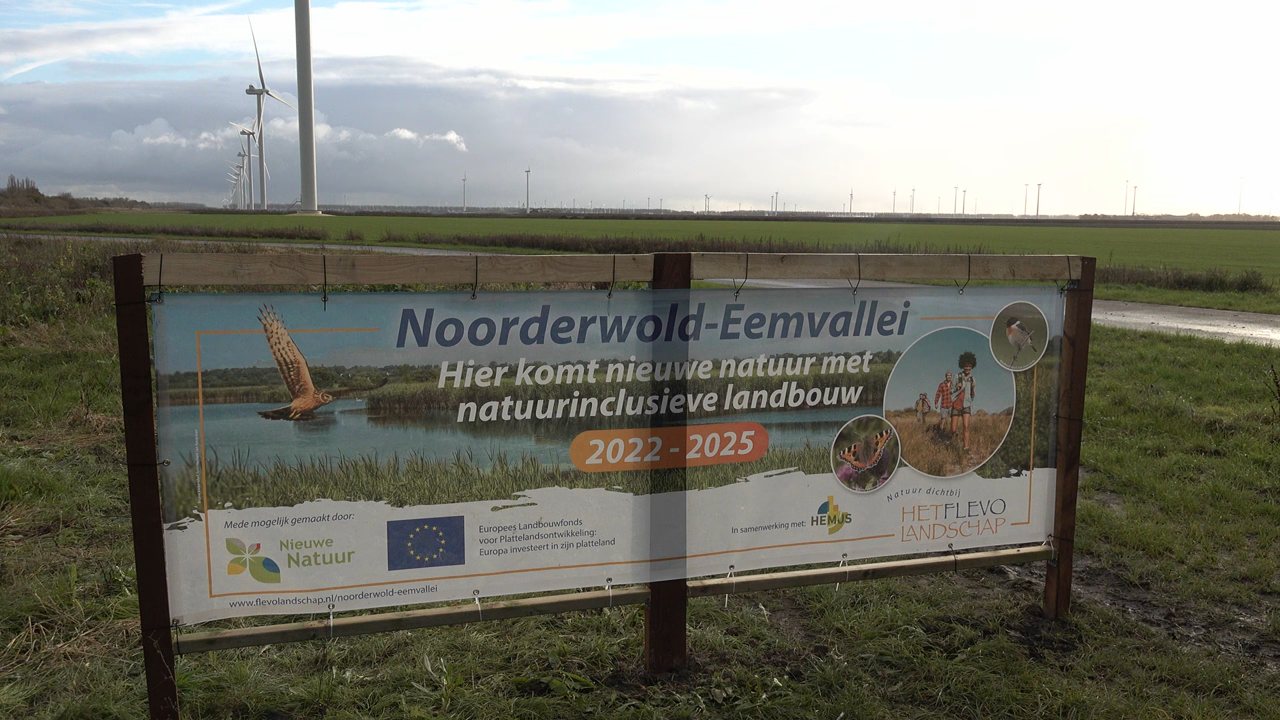 Noorderwold-Eemvallei
Hier komt nieuwe natuur met
natuurinclusieve landbouw
2022 - 2025
Mede mogelijk gemaakt door:
Nieuwe
Natuur
Europees Landbouwfonds
voor Plattelandsontwikkeling:
Europa investeert in zijn platteland
In samenwerking met:
HEMUS
Natuur dichtbij
HET FLEVO
LANDSCHAP
www.flevolandschap.nl/noorderwold-eemvallei